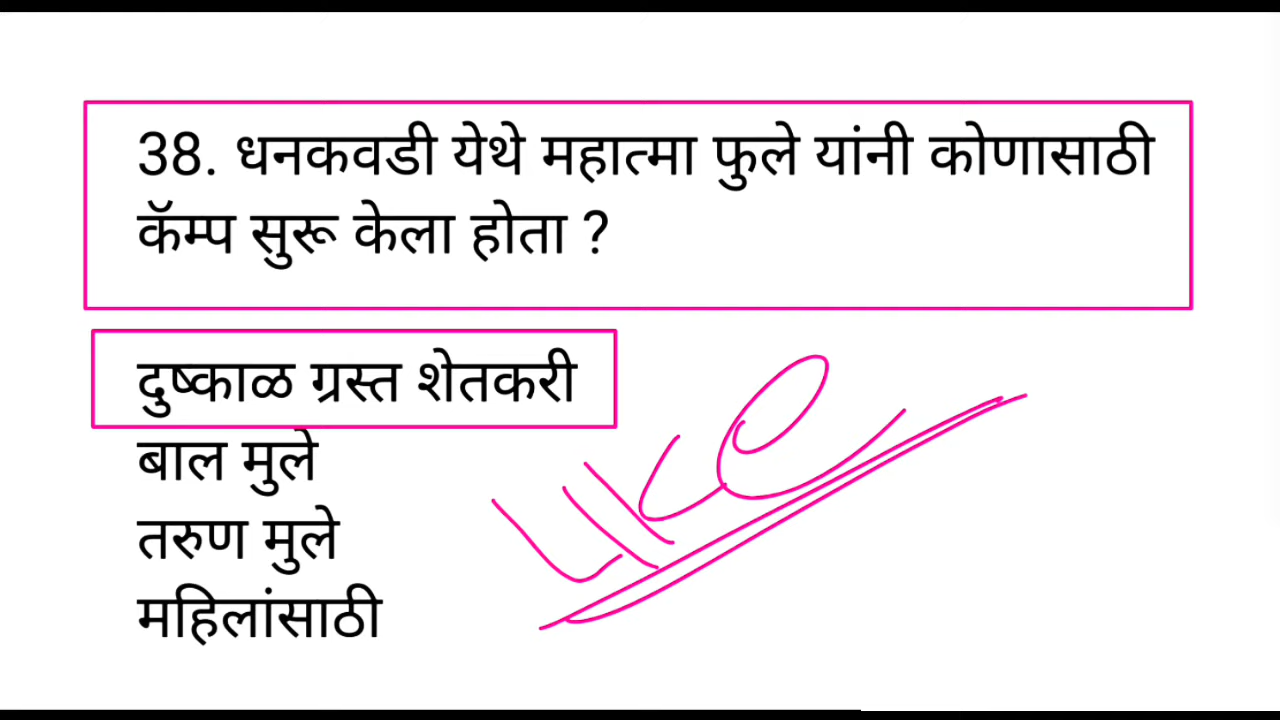 38. धनकवडी येथे महात्मा फुले यांनी कोणासाठी
कॅम्प सुरू केला होता ?
दुष्काळ ग्रस्त शेतकरी
बाल मुले
तरुण मुले
महिलांसाठी